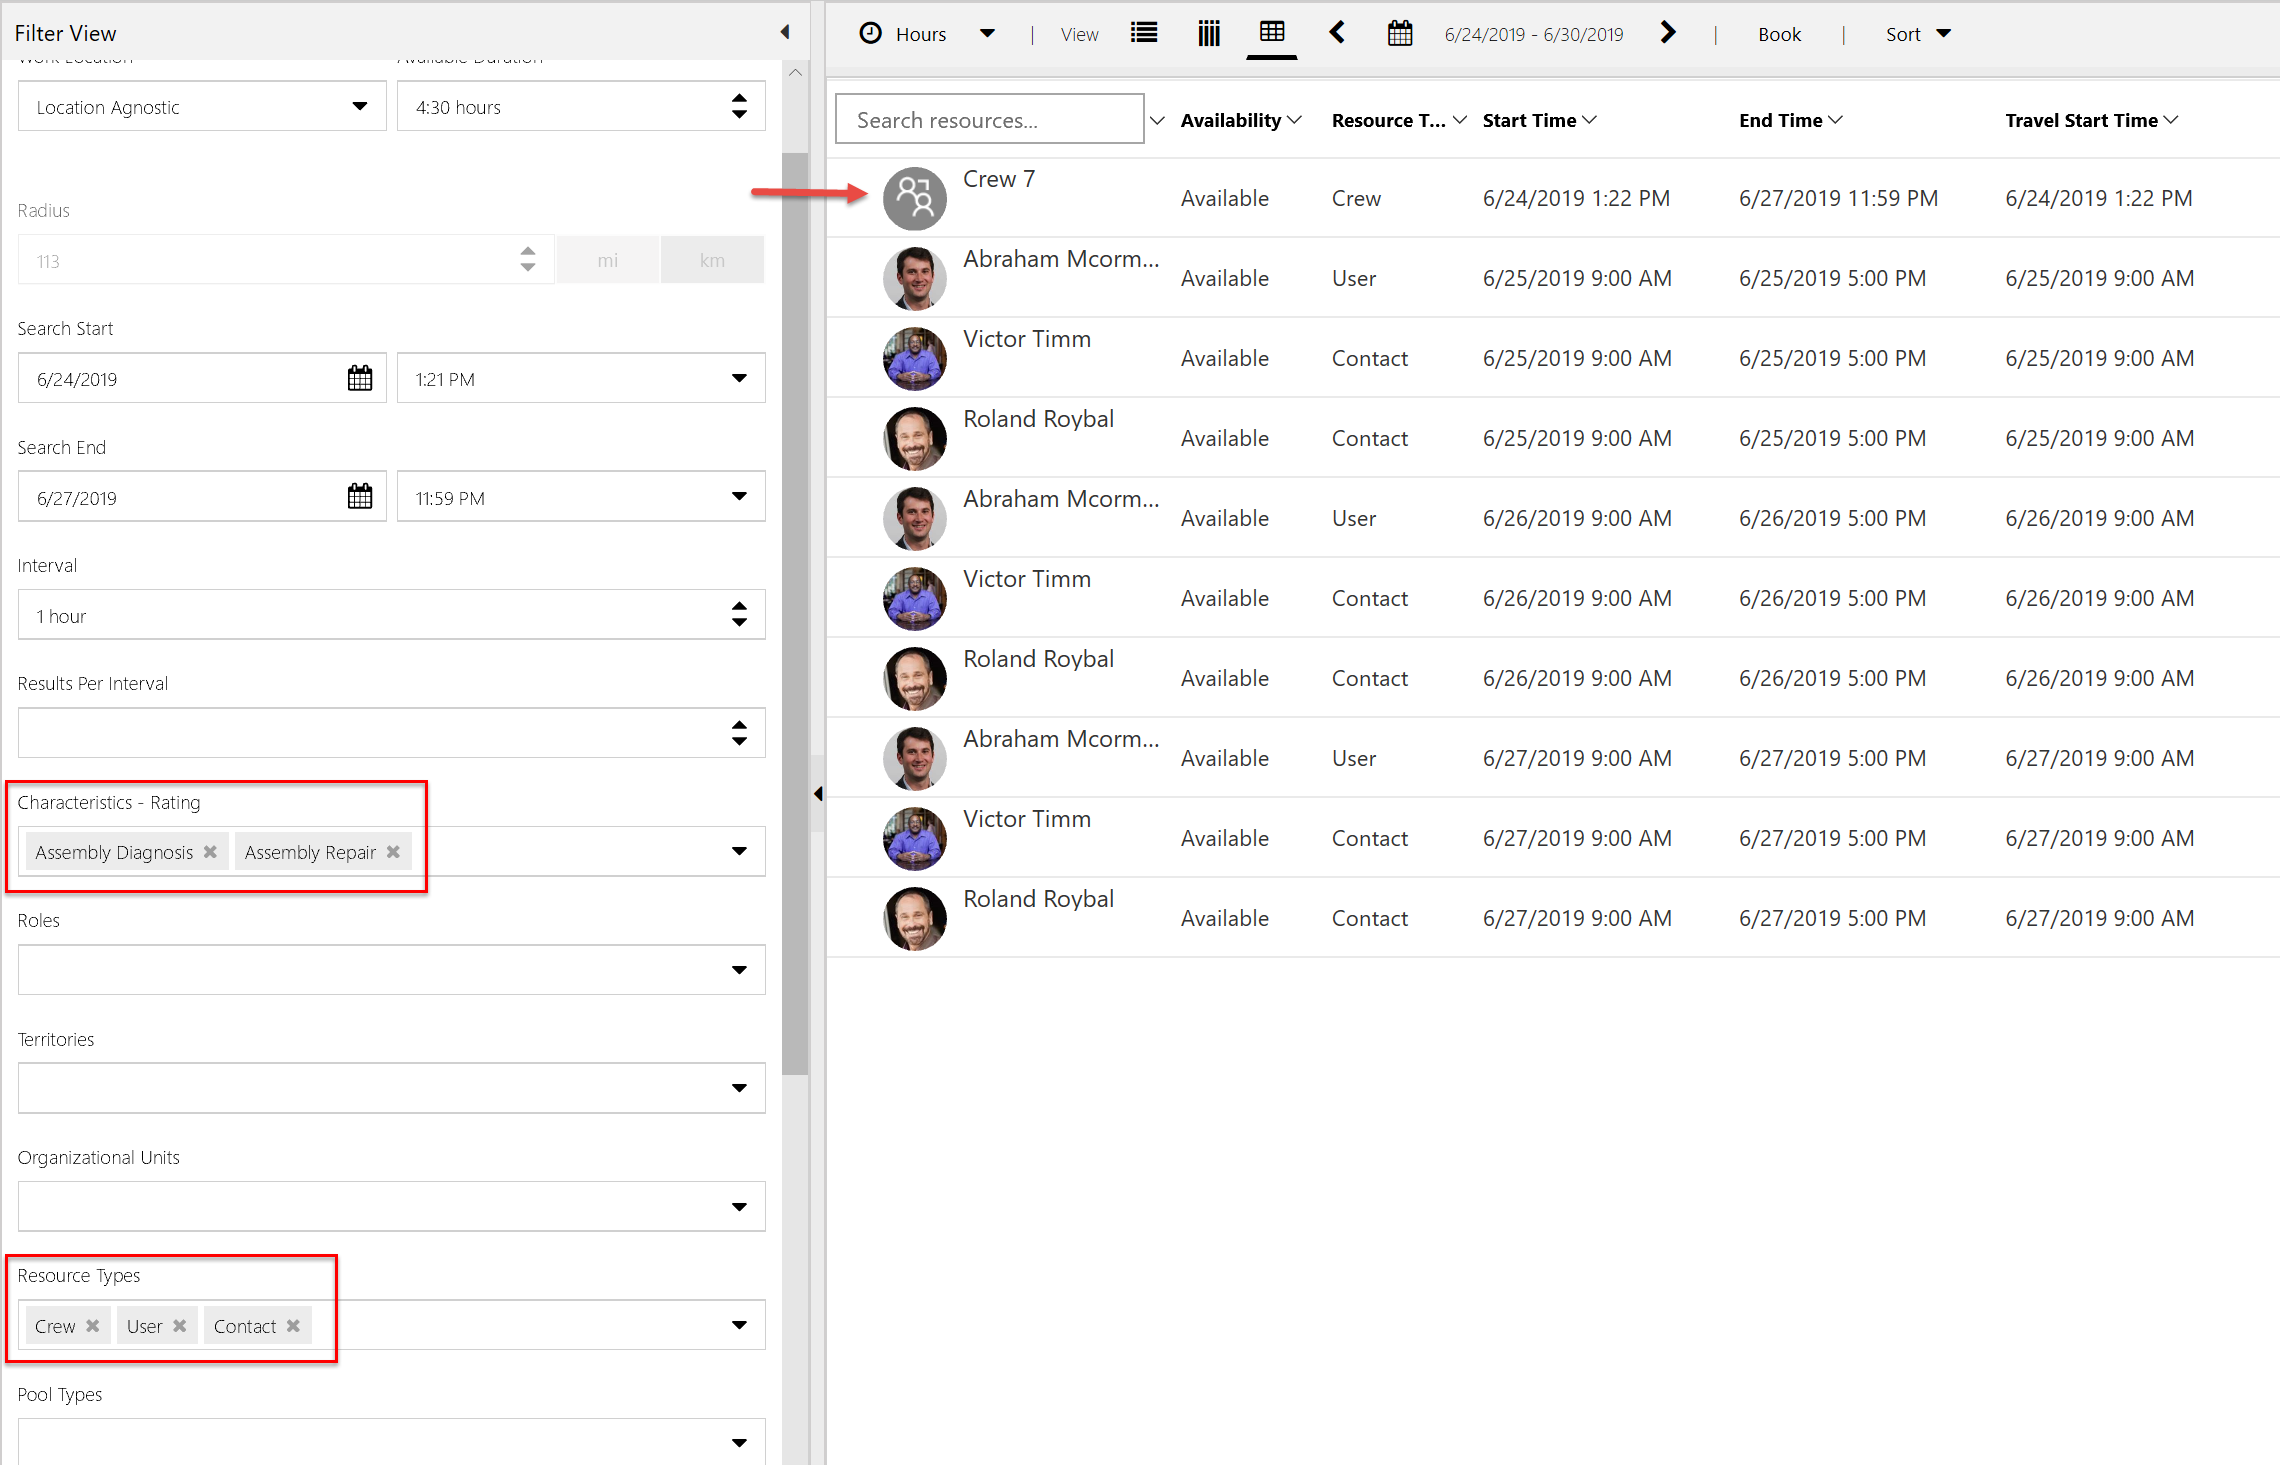 Filter View
Work Location Available Duration
Location Agnostic 4:30 hours
Radius
113 mi km
Search Start
6/24/2019 1:21 PM
Search End
6/27/2019 11:59 PM
Interval
1 hour
Results Per Interval
Characteristics - Rating
Assembly Diagnosis Assembly Repair
Roles
Territories
Organizational Units
Resource Types
Crew User Contact
Pool Types
Hours | View 6/24/2019 - 6/30/2019 | Book | Sort
Search resources... Availability Resource T... Start Time End Time Travel Start Time
Crew 7 Available Crew 6/24/2019 1:22 PM 6/27/2019 11:59 PM 6/24/2019 1:22 PM
Abraham Mcorm... Available User 6/25/2019 9:00 AM 6/25/2019 5:00 PM 6/25/2019 9:00 AM
Victor Timm Available Contact 6/25/2019 9:00 AM 6/25/2019 5:00 PM 6/25/2019 9:00 AM
Roland Roybal Available Contact 6/25/2019 9:00 AM 6/25/2019 5:00 PM 6/25/2019 9:00 AM
Abraham Mcorm... Available User 6/26/2019 9:00 AM 6/26/2019 5:00 PM 6/26/2019 9:00 AM
Victor Timm Available Contact 6/26/2019 9:00 AM 6/26/2019 5:00 PM 6/26/2019 9:00 AM
Roland Roybal Available Contact 6/26/2019 9:00 AM 6/26/2019 5:00 PM 6/26/2019 9:00 AM
Abraham Mcorm... Available User 6/27/2019 9:00 AM 6/27/2019 5:00 PM 6/27/2019 9:00 AM
Victor Timm Available Contact 6/27/2019 9:00 AM 6/27/2019 5:00 PM 6/27/2019 9:00 AM
Roland Roybal Available Contact 6/27/2019 9:00 AM 6/27/2019 5:00 PM 6/27/2019 9:00 AM